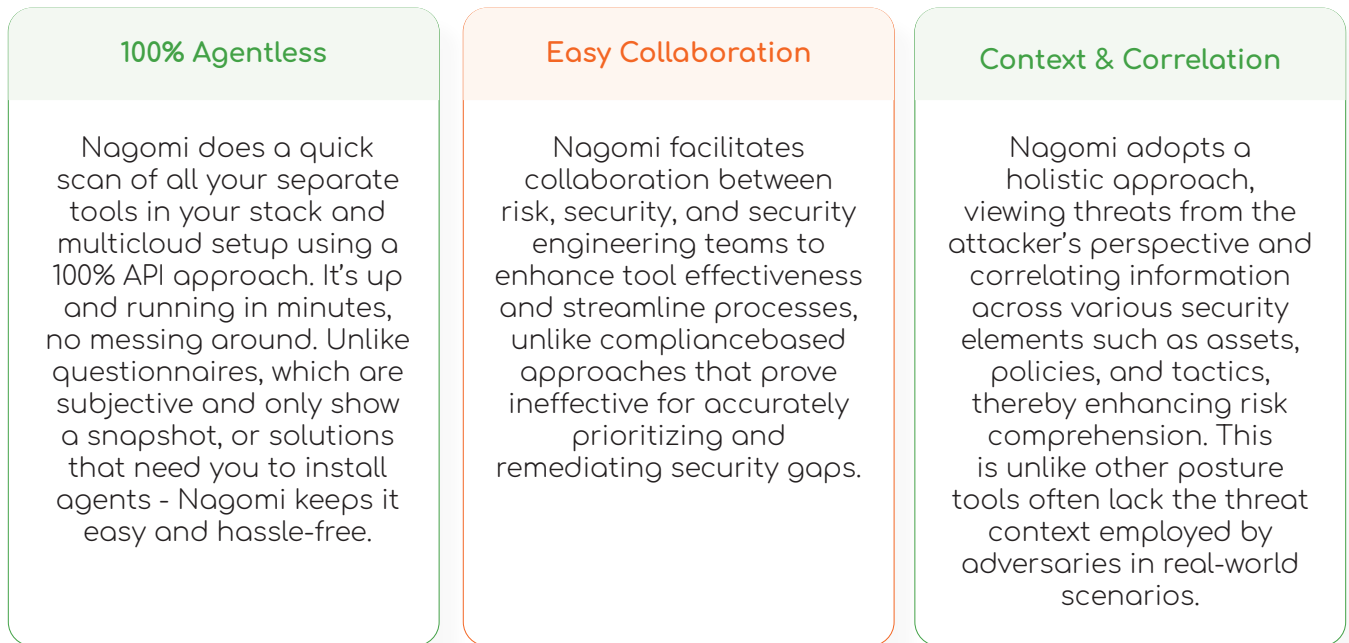 100% Agentless
Nagomi does a quick
scan of all your separate
tools in your stack and
multicloud setup using a
100% API approach. It’s up
and running in minutes,
no messing around. Unlike
questionnaires, which are
subjective and only show
a snapshot, or solutions
that need you to install
agents - Nagomi keeps it
easy and hassle-free.
Easy Collaboration
Nagomi facilitates
collaboration between
risk, security, and security
engineering teams to
enhance tool effectiveness
and streamline processes,
unlike compliancebased
approaches that prove
ineffective for accurately
prioritizing and
remediating security gaps.
Context & Correlation
Nagomi adopts a
holistic approach,
viewing threats from the
attacker’s perspective and
correlating information
across various security
elements such as assets,
policies, and tactics,
thereby enhancing risk
comprehension. This
is unlike other posture
tools often lack the threat
context employed by
adversaries in real-world
scenarios.